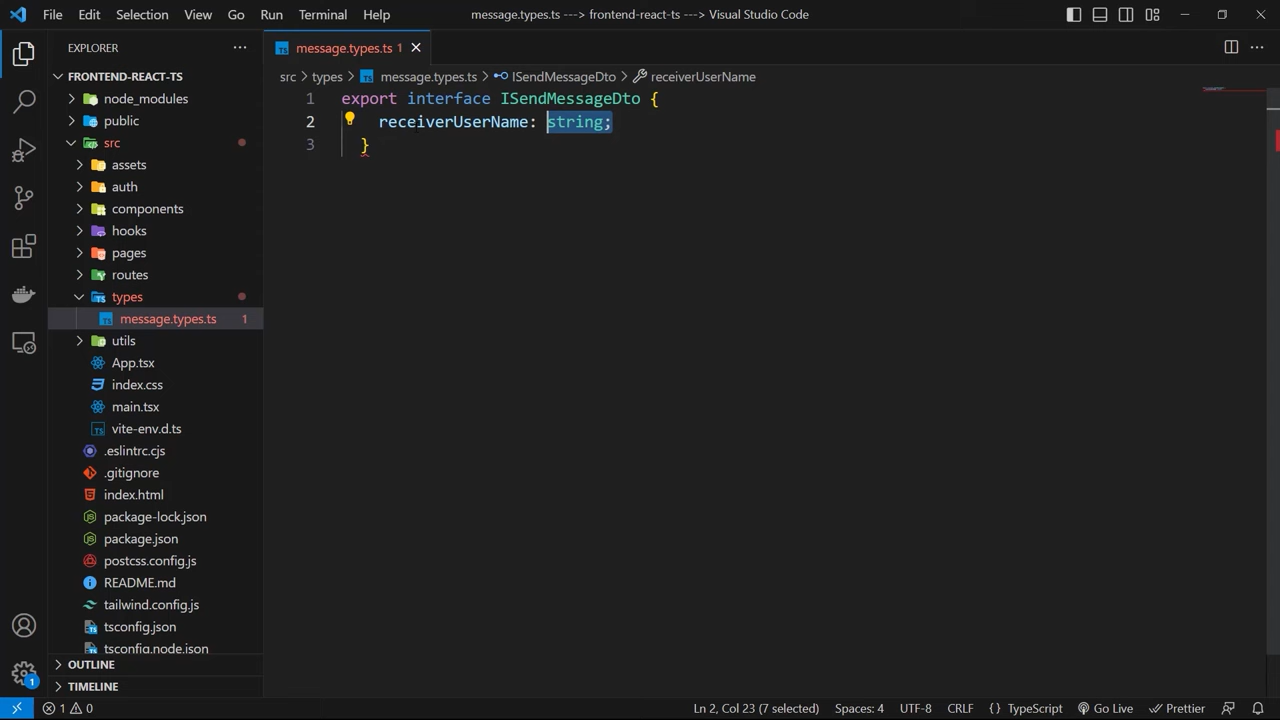 File Edit Selection View Go Run Terminal Help
message.types.ts ---> frontend-react-ts ---> Visual Studio Code
EXPLORER
FRONTEND-REACT-TS
node_modules
public
src
assets
auth
components
hooks
pages
routes
types
message.types.ts 1
utils
App.tsx
index.css
main.tsx
vite-env.d.ts
.eslintrc.cjs
.gitignore
index.html
package-lock.json
package.json
postcss.config.js
README.md
tailwind.config.js
tsconfig.json
tsconfig.node.json
OUTLINE
TIMELINE
message.types.ts 1
src > types > message.types.ts > ISendMessageDto > receiverUserName
1 export interface ISendMessageDto {
2 receiverUserName: string;
3 }
1
1 0
Ln 2, Col 23 (7 selected) Spaces: 4 UTF-8 CRLF TypeScript Go Live Prettier